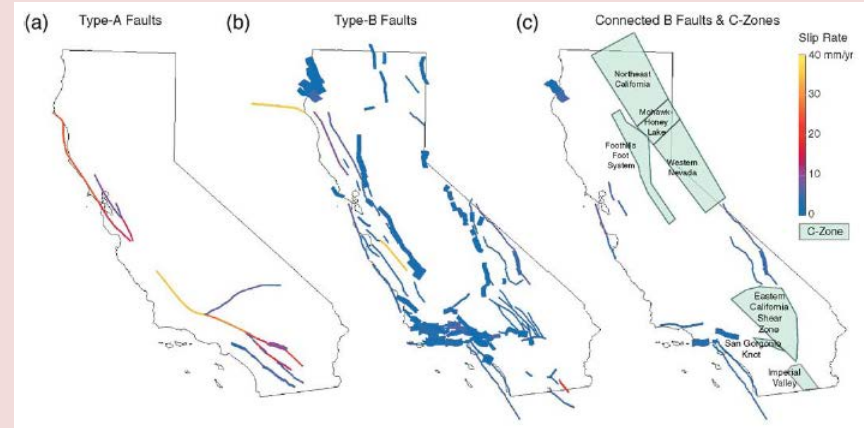 (a) Type-A Faults
(b) Type-B Faults
(c) Connected B Faults & C-Zones
Slip Rate
40 mm/yr.
30
20
10
0
C-Zone
Northeast
California
Mohawk
Honey
Lake
Foothills
Foot
System
Western
Nevada
Eastern
California
Shear
Zone
San Gorgonio
Knot
Imperial
Valley